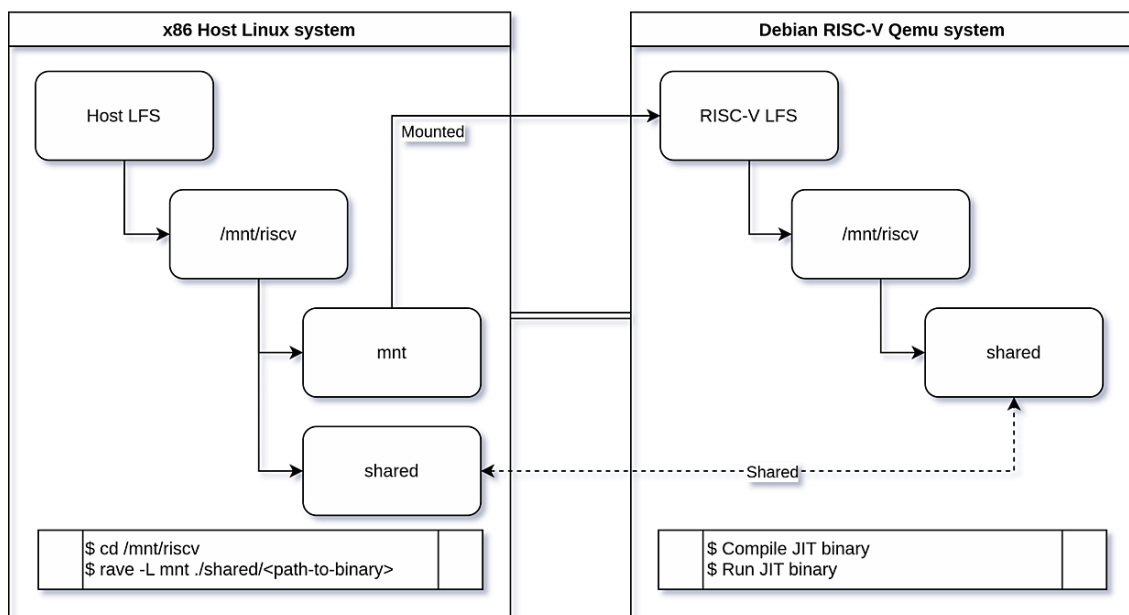 x86 Host Linux system
Host LFS
/mnt/riscv
mnt
shared
$ cd /mnt/riscv
$ rave -L mnt ./shared/<path-to-binary>
Mounted
Shared
Debian RISC-V Qemu system
RISC-V LFS
/mnt/riscv
shared
$ Compile JIT binary
$ Run JIT binary